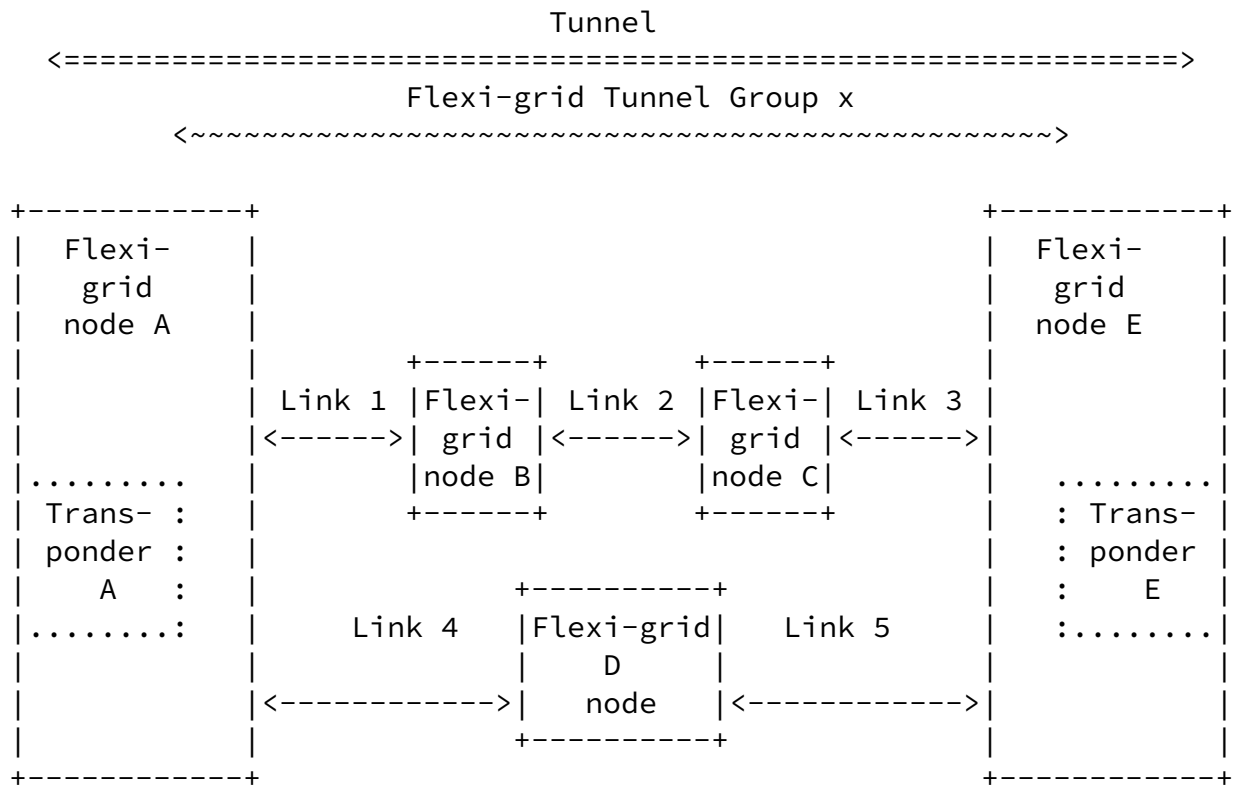 Tunnel
Flexi-grid Tunnel Group x
Flexi- Flexi-
grid grid
node A node E
Link 1 Flexi- Link 2 Flexi- Link 3
grid grid
node B node C
Trans- : : Trans-
ponder : : ponder
A : : E
Link 4 Flexi-grid Link 5
D
node